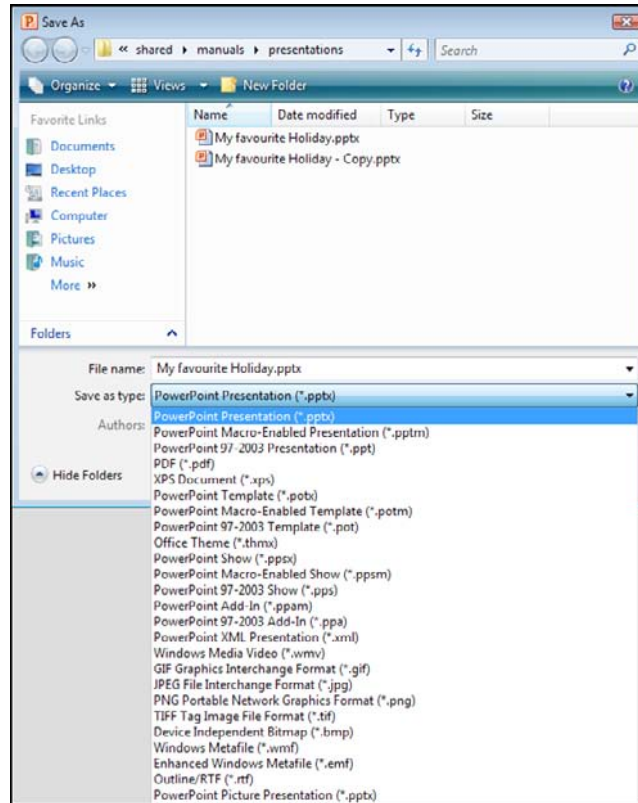 Save As
« shared manuals presentations
Search
Organize Views New Folder
Favorite Links
Documents
Desktop
Recent Places
Computer
Pictures
Music
More »
Folders
Name Date modified Type Size
My favourite Holiday.pptx
My favourite Holiday - Copy.pptx
File name: My favourite Holiday.pptx
Save as type: PowerPoint Presentation (*.pptx)
Authors:
Hide Folders
PowerPoint Presentation (*.pptx)
PowerPoint Macro-Enabled Presentation (*.pptm)
PowerPoint 97-2003 Presentation (*.ppt)
PDF (*.pdf)
XPS Document (*.xps)
PowerPoint Template (*.potx)
PowerPoint Macro-Enabled Template (*.potm)
PowerPoint 97-2003 Template (*.pot)
Office Theme (*.thmx)
PowerPoint Show (*.ppsx)
PowerPoint Macro-Enabled Show (*.ppsm)
PowerPoint 97-2003 Show (*.pps)
PowerPoint Add-In (*.ppam)
PowerPoint 97-2003 Add-In (*.ppa)
PowerPoint XML Presentation (*.xml)
Windows Media Video (*.wmv)
GIF Graphics Interchange Format (*.gif)
JPEG File Interchange Format (*.jpg)
PNG Portable Network Graphics Format (*.png)
TIFF Tag Image File Format (*.tif)
Device Independent Bitmap (*.bmp)
Windows Metafile (*.wmf)
Enhanced Windows Metafile (*.emf)
Outline/RTF (*.rtf)
PowerPoint Picture Presentation (*.pptx)